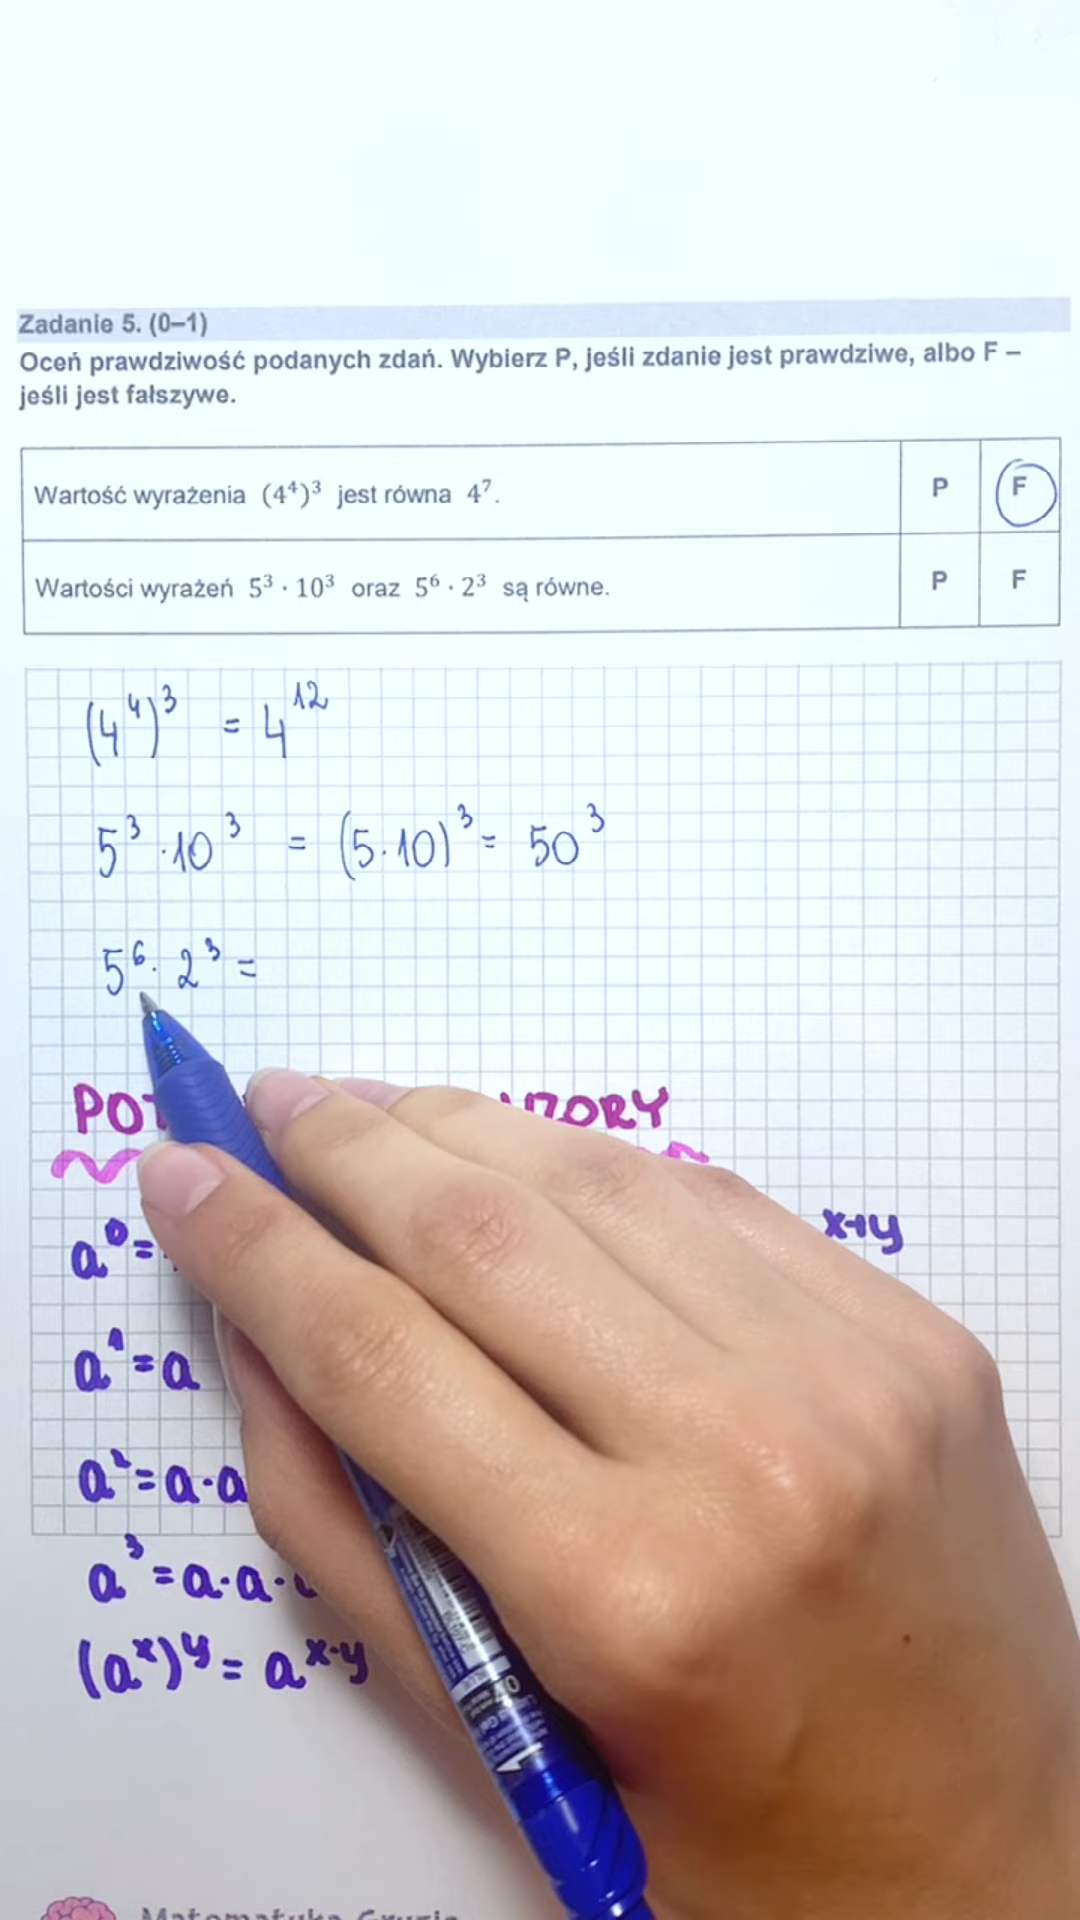 Zadanie 5. (0–1)
Oceń prawdziwość podanych zdań. Wybierz P, jeśli zdanie jest prawdziwe, albo F –
jeśli jest fałszywe.
Wartość wyrażenia (4⁴)³ jest równa 4⁷. P F
Wartości wyrażeń 5³ · 10³ oraz 5⁶ · 2³ są równe. P F
(4⁴)³ = 4¹²
5³ · 10³ = (5 · 10)³ = 50³
5⁶ · 2³ =
x+y
a⁰ =
a¹ = a
a² = a · a
a³ = a · a ·
(aˣ)ʸ = aˣ·ʸ